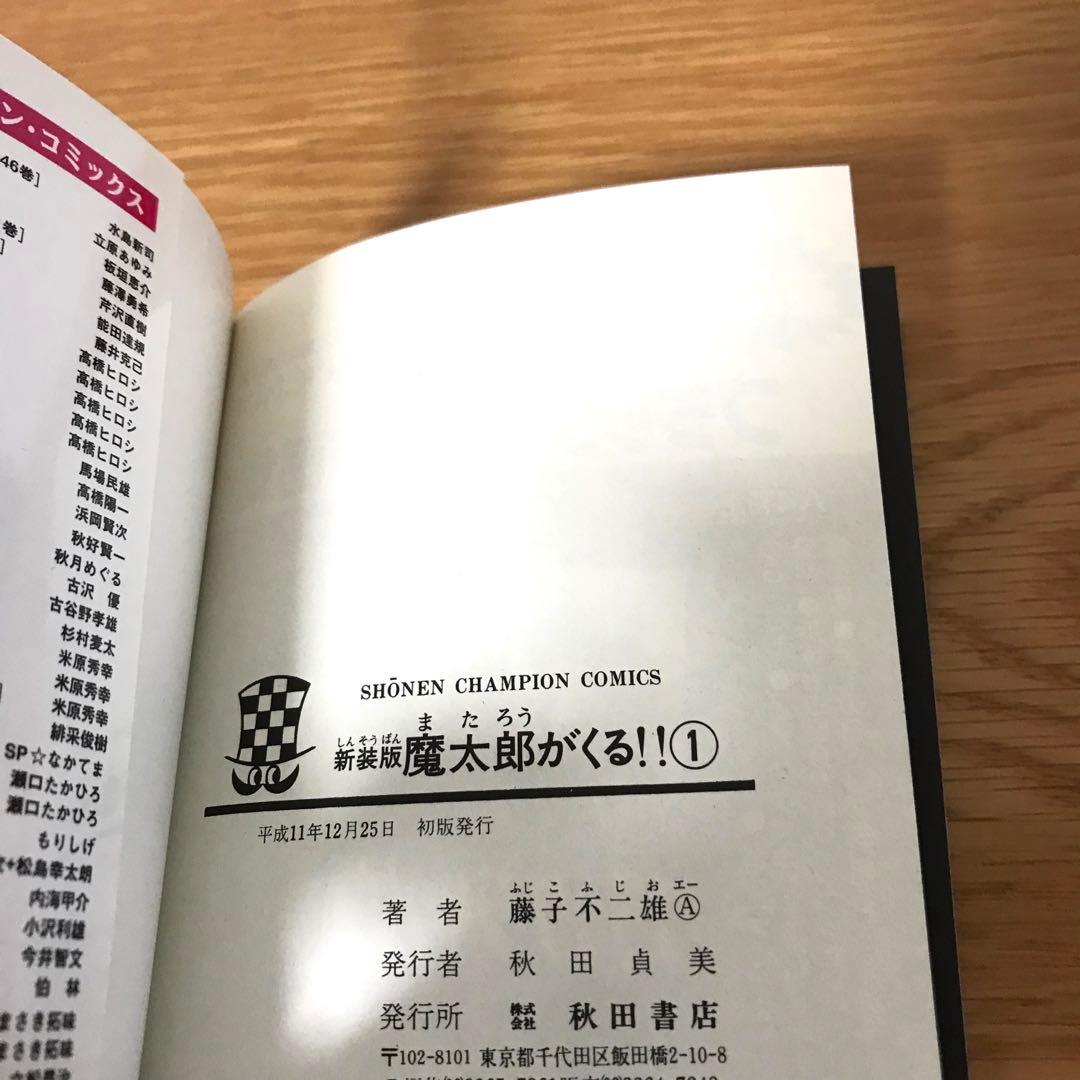 ン・コミックス
46巻]
巻]
]
水島新司
立原あゆみ
板垣恵介
藤澤勇希
芹沢直樹
能田達規
藤井克己
高橋ヒロシ
高橋ヒロシ
高橋ヒロシ
高橋ヒロシ
高橋ヒロシ
馬場民雄
高橋陽一
浜岡賢次
秋好賢一
秋月めぐる
古沢 優
古谷野孝雄
杉村麦太
米原秀幸
米原秀幸
米原秀幸
緋采俊樹
SP☆なかてま
瀬口たかひろ
瀬口たかひろ
もりしげ
+松島幸太朗
内海甲介
小沢利雄
今井智文
伯 林
まさき拓味
まさき拓味
SHŌNEN CHAMPION COMICS
しんそうばん ま た ろう
新装版 魔太郎がくる!!①
平成11年12月25日 初版発行
ふじ こ ふ じ お エー
著 者 藤子不二雄Ⓐ
発行者 秋 田 貞 美
発行所 株式会社 秋田書店
〒102-8101 東京都千代田区飯田橋2-10-8